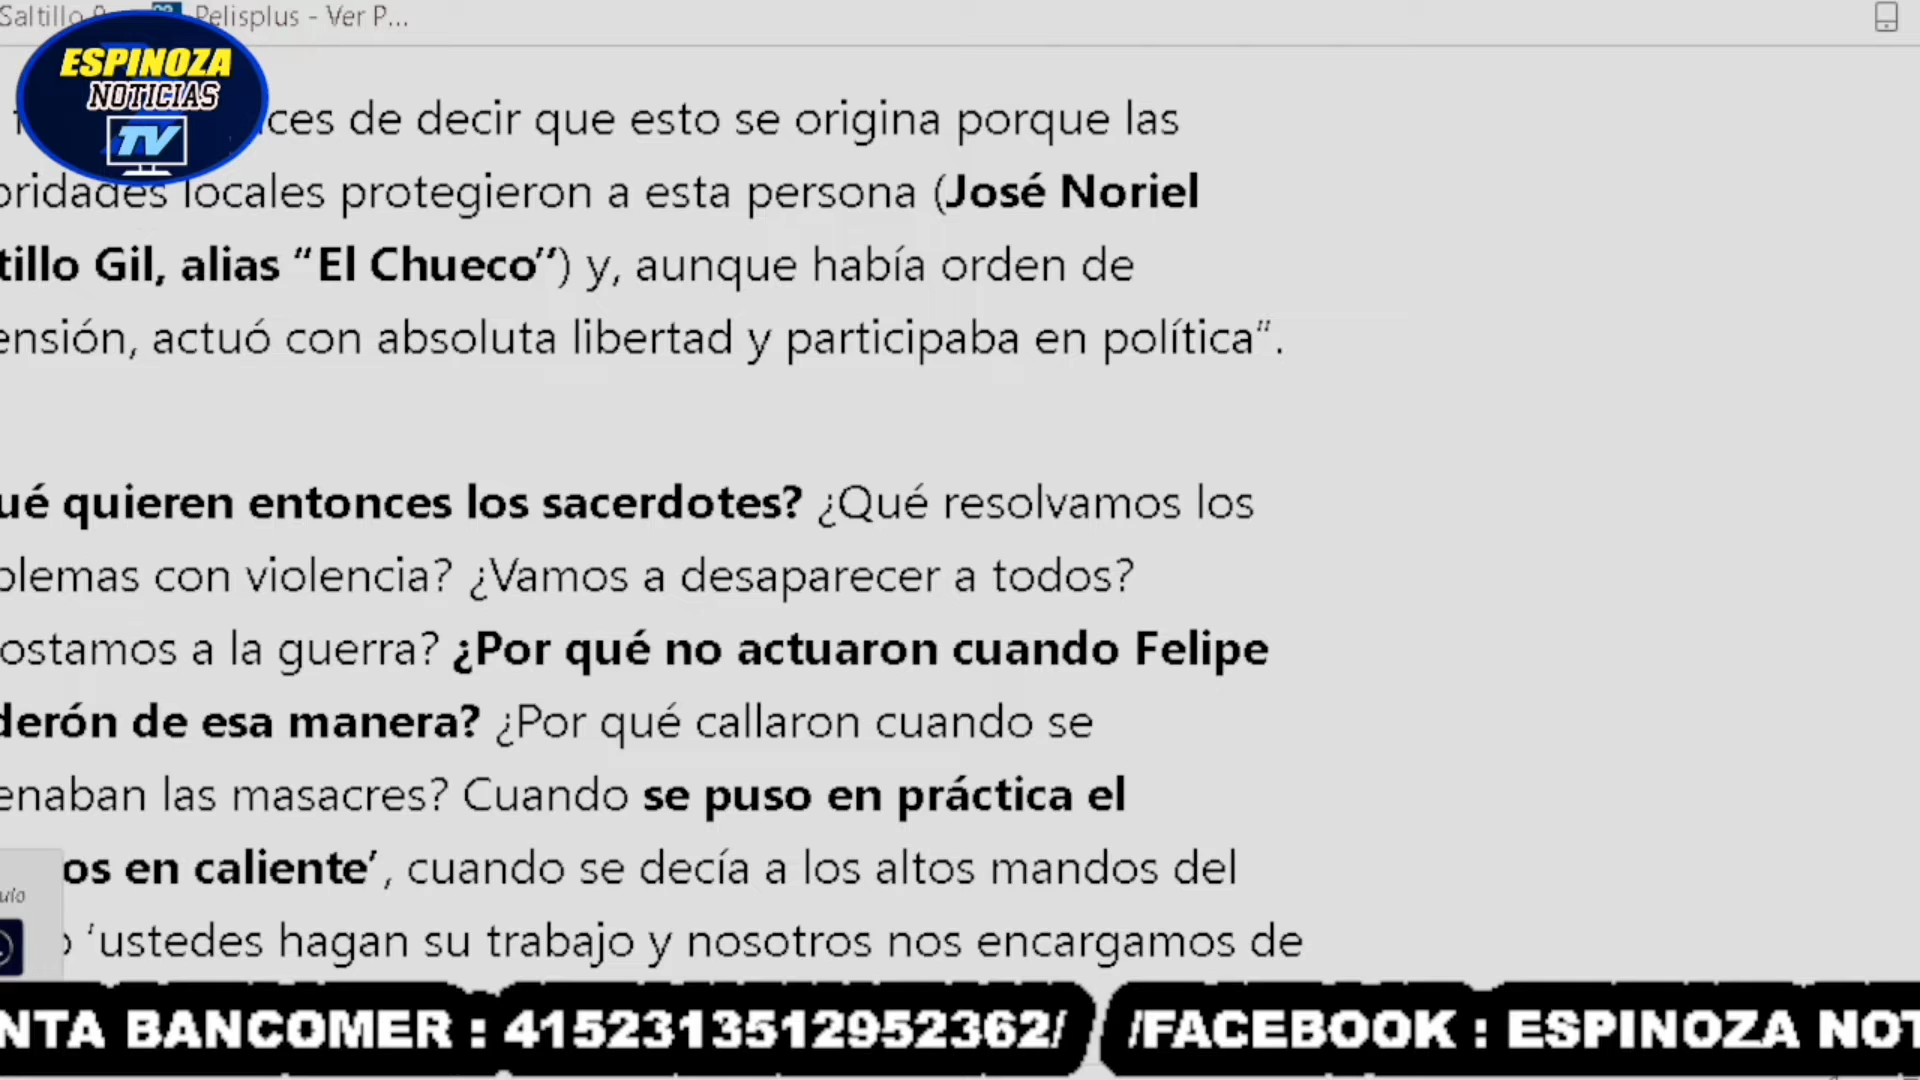 Saltillo
Pelisplus - Ver P...
ESPINOZA
NOTICIAS
TV
ces de decir que esto se origina porque las
oridades locales protegieron a esta persona (José Noriel
tillo Gil, alias “El Chueco”) y, aunque había orden de
ensión, actuó con absoluta libertad y participaba en política”.
ué quieren entonces los sacerdotes? ¿Qué resolvamos los
blemas con violencia? ¿Vamos a desaparecer a todos?
ostamos a la guerra? ¿Por qué no actuaron cuando Felipe
derón de esa manera? ¿Por qué callaron cuando se
enaban las masacres? Cuando se puso en práctica el
os en caliente’, cuando se decía a los altos mandos del
ulo
o ‘ustedes hagan su trabajo y nosotros nos encargamos de
NTA BANCOMER : 4152313512952362/ /FACEBOOK : ESPINOZA NOT